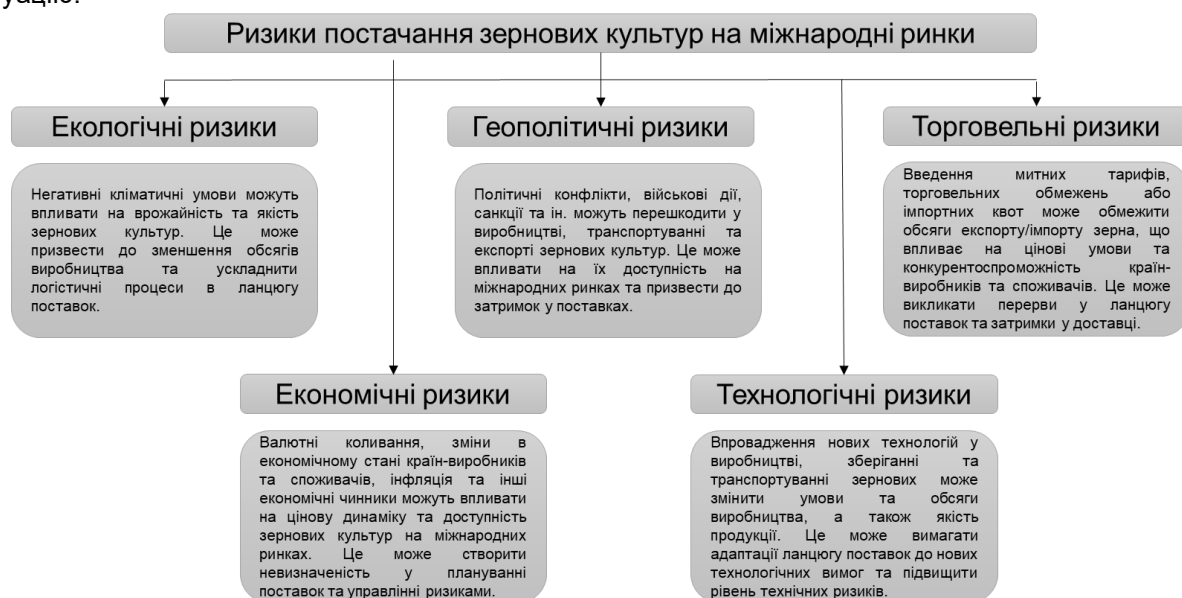 уацію.
Ризики постачання зернових культур на міжнародні ринки
Екологічні ризики
Негативні кліматичні умови можуть
впливати на врожайність та якість
зернових культур. Це може
призвести до зменшення обсягів
виробництва та ускладнити
логістичні процеси в ланцюгу
поставок.
Геополітичні ризики
Політичні конфлікти, військові дії,
санкції та ін. можуть перешкодити у
виробництві, транспортуванні та
експорті зернових культур. Це може
впливати на їх доступність на
міжнародних ринках та призвести до
затримок у поставках.
Торговельні ризики
Введення митних тарифів,
торговельних обмежень або
імпортних квот може обмежити
обсяги експорту/імпорту зерна, що
впливає на цінові умови та
конкурентоспроможність країн-
виробників та споживачів. Це може
викликати перерви у ланцюгу
поставок та затримки у доставці.
Економічні ризики
Валютні коливання, зміни в
економічному стані країн-виробників
та споживачів, інфляція та інші
економічні чинники можуть впливати
на цінову динаміку та доступність
зернових культур на міжнародних
ринках. Це може створити
невизначеність у плануванні
поставок та управлінні ризиками.
Технологічні ризики
Впровадження нових технологій у
виробництві, зберіганні та
транспортуванні зернових може
змінити умови та обсяги
виробництва, а також якість
продукції. Це може вимагати
адаптації ланцюгу поставок до нових
технологічних вимог та підвищити
рівень технічних ризиків.